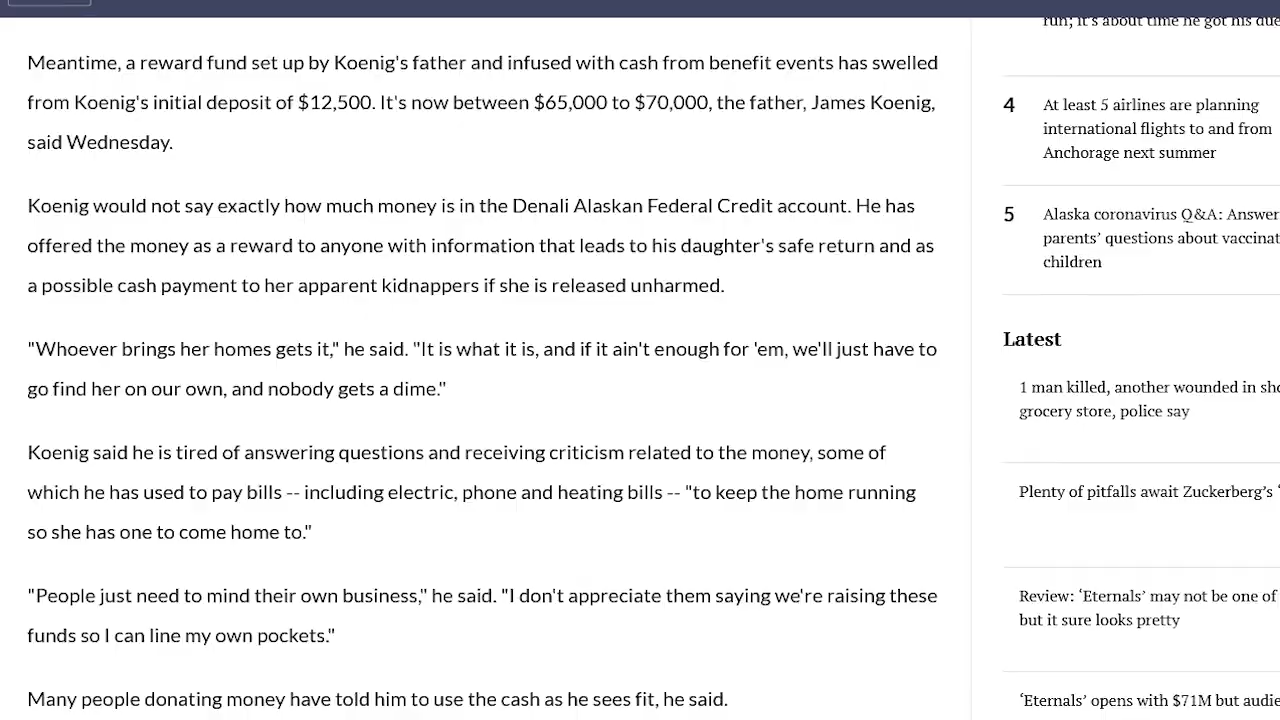 Meantime, a reward fund set up by Koenig's father and infused with cash from benefit events has swelled
from Koenig's initial deposit of $12,500. It's now between $65,000 to $70,000, the father, James Koenig,
said Wednesday.
Koenig would not say exactly how much money is in the Denali Alaskan Federal Credit account. He has
offered the money as a reward to anyone with information that leads to his daughter's safe return and as
a possible cash payment to her apparent kidnappers if she is released unharmed.
"Whoever brings her homes gets it," he said. "It is what it is, and if it ain't enough for 'em, we'll just have to
go find her on our own, and nobody gets a dime."
Koenig said he is tired of answering questions and receiving criticism related to the money, some of
which he has used to pay bills -- including electric, phone and heating bills -- "to keep the home running
so she has one to come home to."
"People just need to mind their own business," he said. "I don't appreciate them saying we're raising these
funds so I can line my own pockets."
Many people donating money have told him to use the cash as he sees fit, he said.
run; it's about time he got his due
4 At least 5 airlines are planning
international flights to and from
Anchorage next summer
5 Alaska coronavirus Q&A: Answer
parents’ questions about vaccinat
children
Latest
1 man killed, another wounded in sho
grocery store, police say
Plenty of pitfalls await Zuckerberg’s ‘
Review: ‘Eternals’ may not be one of
but it sure looks pretty
‘Eternals’ opens with $71M but audie